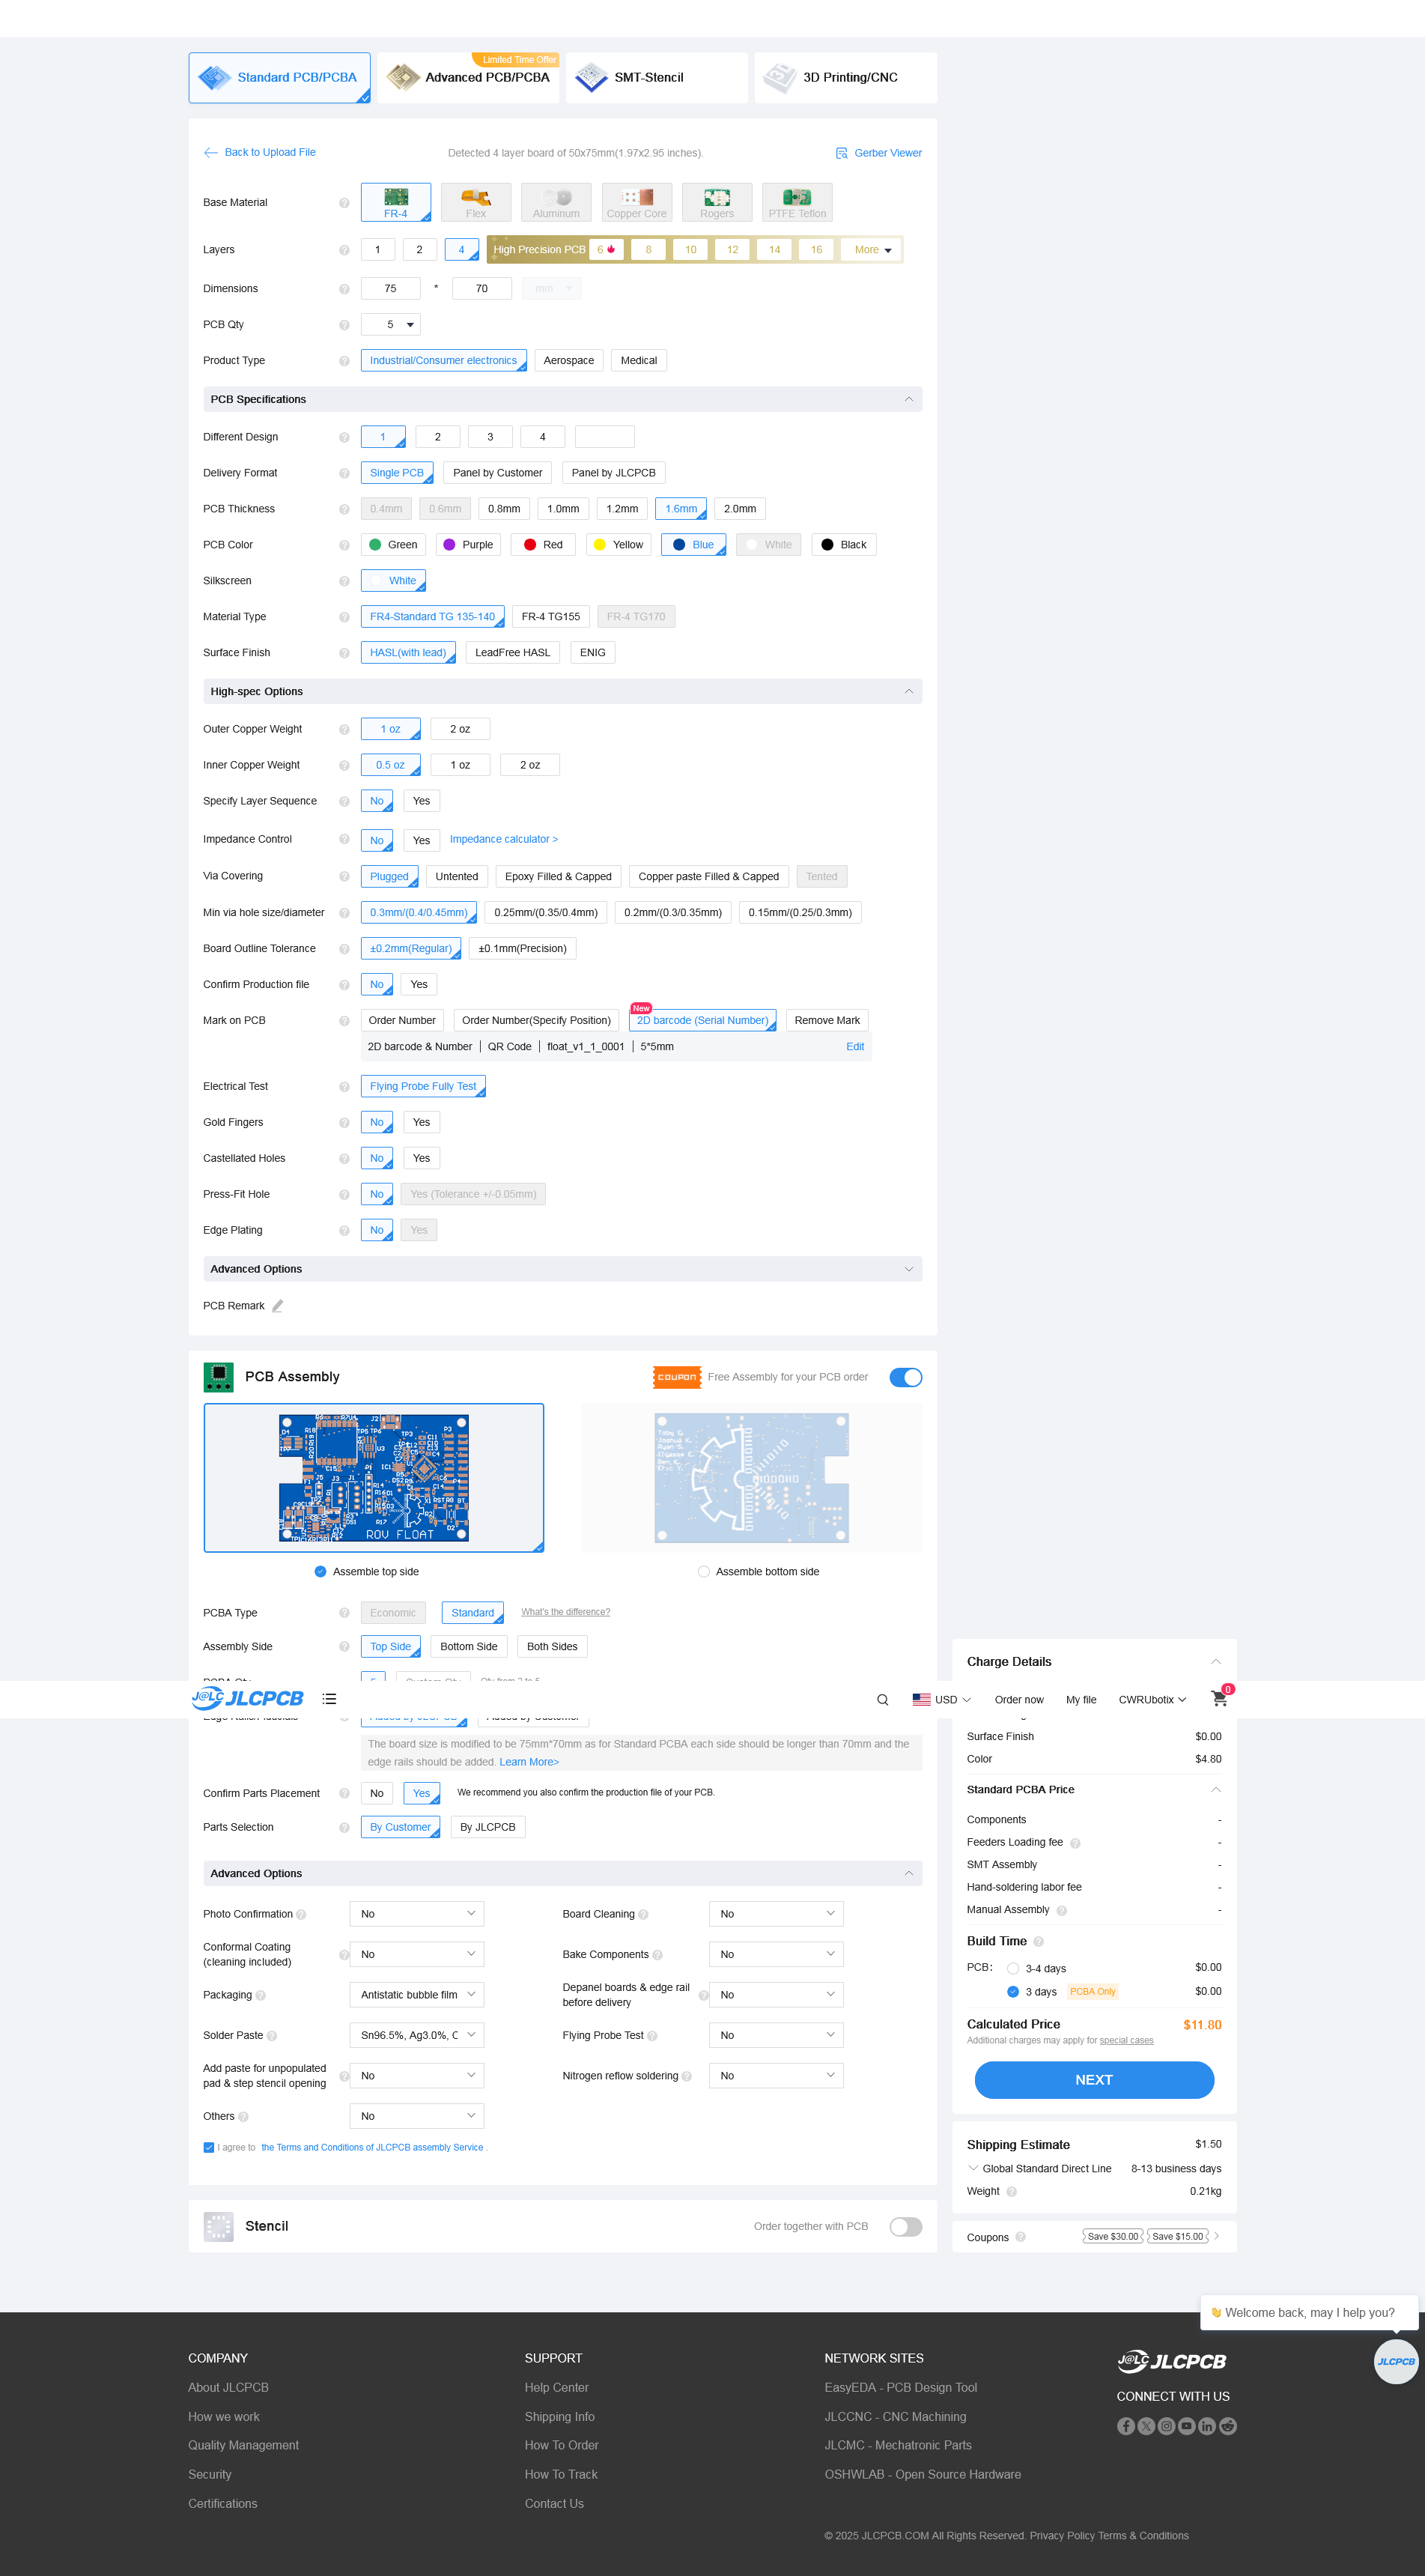 Limited Time Offer
Standard PCB/PCBA
Advanced PCB/PCBA
SMT-Stencil
3D Printing/CNC
Back to Upload File
Detected 4 layer board of 50x75mm(1.97x2.95 inches).
Gerber Viewer
Base Material
FR-4
Flex
Aluminum
Copper Core
Rogers
PTFE Teflon
Layers
1 2 4 High Precision PCB 6 8 10 12 14 16 More
Dimensions 75 * 70 mm
PCB Qty 5
Product Type Industrial/Consumer electronics Aerospace Medical
PCB Specifications
Different Design 1 2 3 4
Delivery Format Single PCB Panel by Customer Panel by JLCPCB
PCB Thickness 0.4mm 0.6mm 0.8mm 1.0mm 1.2mm 1.6mm 2.0mm
PCB Color Green Purple Red Yellow Blue White Black
Silkscreen White
Material Type FR4-Standard TG 135-140 FR-4 TG155 FR-4 TG170
Surface Finish HASL(with lead) LeadFree HASL ENIG
High-spec Options
Outer Copper Weight 1 oz 2 oz
Inner Copper Weight 0.5 oz 1 oz 2 oz
Specify Layer Sequence No Yes
Impedance Control No Yes Impedance calculator >
Via Covering Plugged Untented Epoxy Filled & Capped Copper paste Filled & Capped Tented
Min via hole size/diameter 0.3mm/(0.4/0.45mm) 0.25mm/(0.35/0.4mm) 0.2mm/(0.3/0.35mm) 0.15mm/(0.25/0.3mm)
Board Outline Tolerance ±0.2mm(Regular) ±0.1mm(Precision)
Confirm Production file No Yes
New
Mark on PCB Order Number Order Number(Specify Position) 2D barcode (Serial Number) Remove Mark
2D barcode & Number | QR Code | float_v1_1_0001 | 5*5mm Edit
Electrical Test Flying Probe Fully Test
Gold Fingers No Yes
Castellated Holes No Yes
Press-Fit Hole No Yes (Tolerance +/-0.05mm)
Edge Plating No Yes
Advanced Options
PCB Remark
PCB Assembly COUPON Free Assembly for your PCB order
ROV FLOAT
Assemble top side Assemble bottom side
PCBA Type Economic Standard What's the difference?
Assembly Side Top Side Bottom Side Both Sides
J@LC JLCPCB USD Order now My file CWRUbotix 0
The board size is modified to be 75mm*70mm as for Standard PCBA each side should be longer than 70mm and the
edge rails should be added. Learn More>
Confirm Parts Placement No Yes We recommend you also confirm the production file of your PCB.
Parts Selection By Customer By JLCPCB
Advanced Options
Photo Confirmation No Board Cleaning No
Conformal Coating
(cleaning included) No Bake Components No
Packaging Antistatic bubble film Depanel boards & edge rail
before delivery No
Solder Paste Sn96.5%, Ag3.0%, C Flying Probe Test No
Add paste for unpopulated
pad & step stencil opening No Nitrogen reflow soldering No
Others No
I agree to the Terms and Conditions of JLCPCB assembly Service .
Stencil Order together with PCB
Charge Details
Surface Finish $0.00
Color $4.80
Standard PCBA Price
Components -
Feeders Loading fee -
SMT Assembly -
Hand-soldering labor fee -
Manual Assembly -
Build Time
PCB: 3-4 days $0.00
3 days PCBA Only $0.00
Calculated Price $11.80
Additional charges may apply for special cases
NEXT
Shipping Estimate $1.50
Global Standard Direct Line 8-13 business days
Weight 0.21kg
Coupons Save $30.00 Save $15.00
👋 Welcome back, may I help you?
JLCPCB
COMPANY
About JLCPCB
How we work
Quality Management
Security
Certifications
SUPPORT
Help Center
Shipping Info
How To Order
How To Track
Contact Us
NETWORK SITES
EasyEDA - PCB Design Tool
JLCCNC - CNC Machining
JLCMC - Mechatronic Parts
OSHWLAB - Open Source Hardware
J@LC JLCPCB
CONNECT WITH US
© 2025 JLCPCB.COM All Rights Reserved. Privacy Policy Terms & Conditions